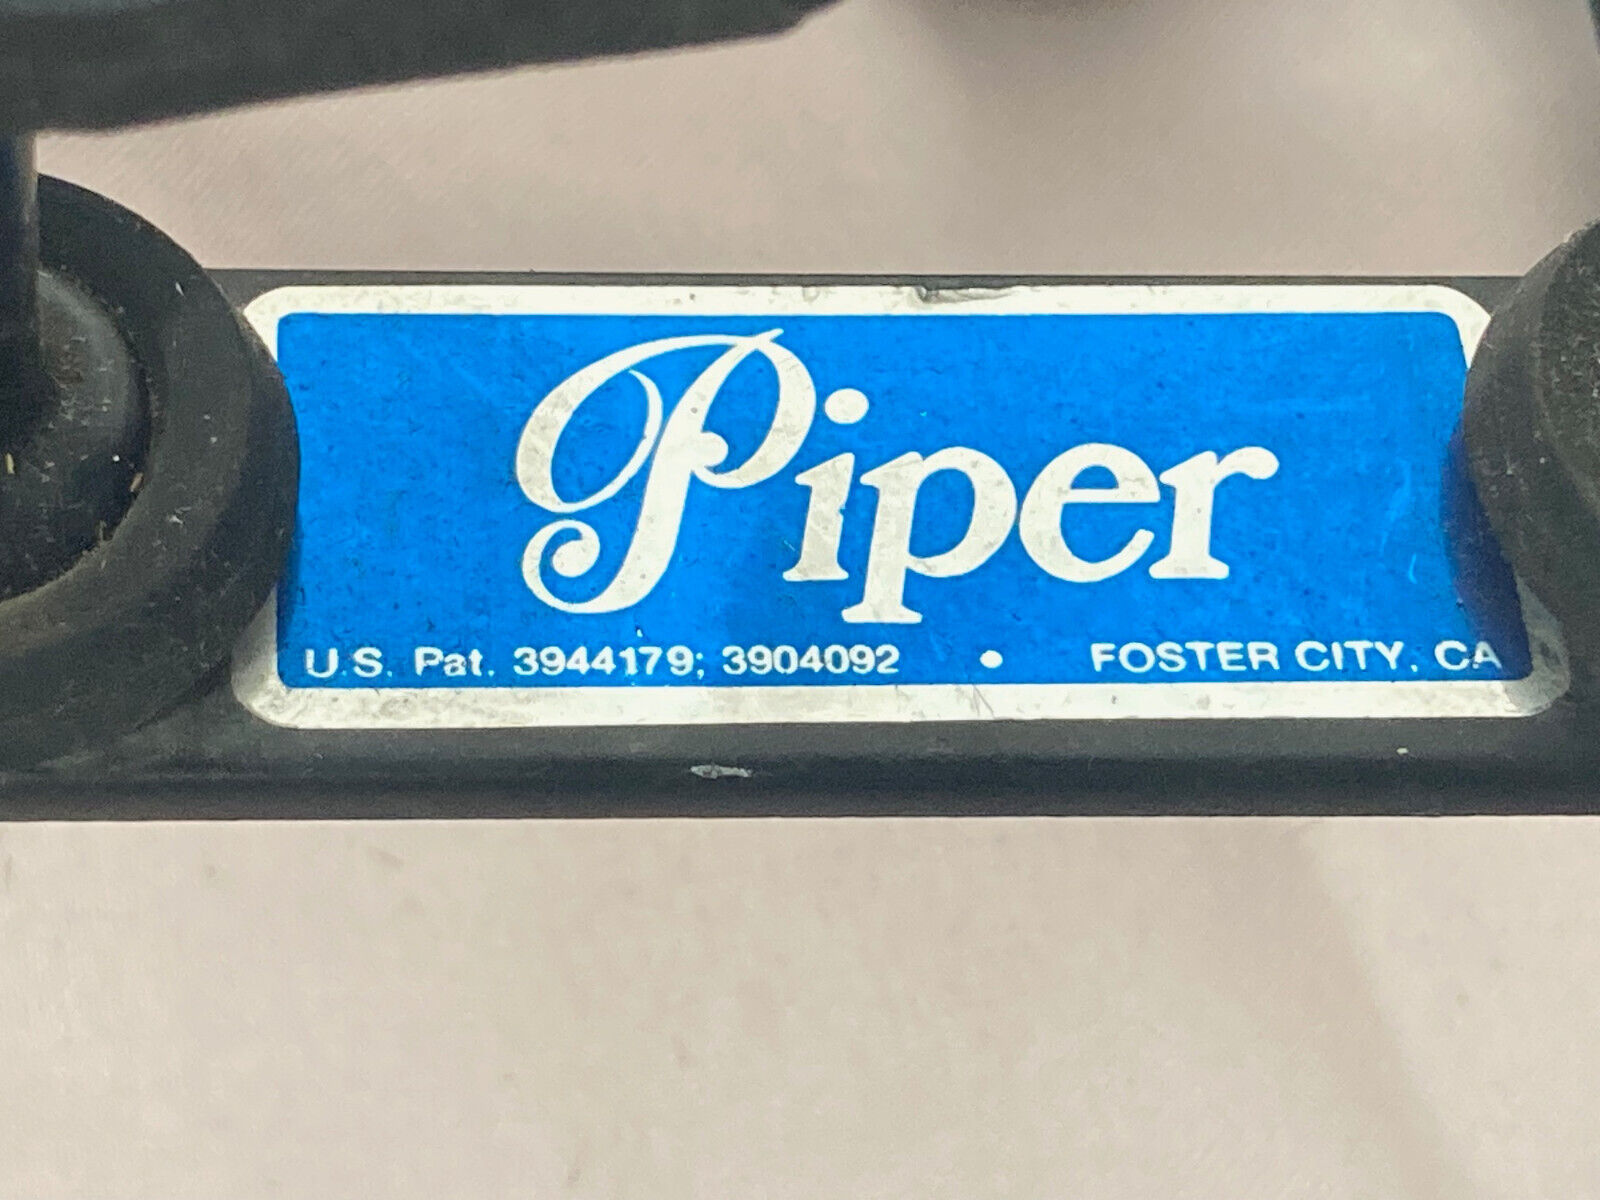 Piper
U.S. Pat. 3944179; 3904092 • FOSTER CITY, CA